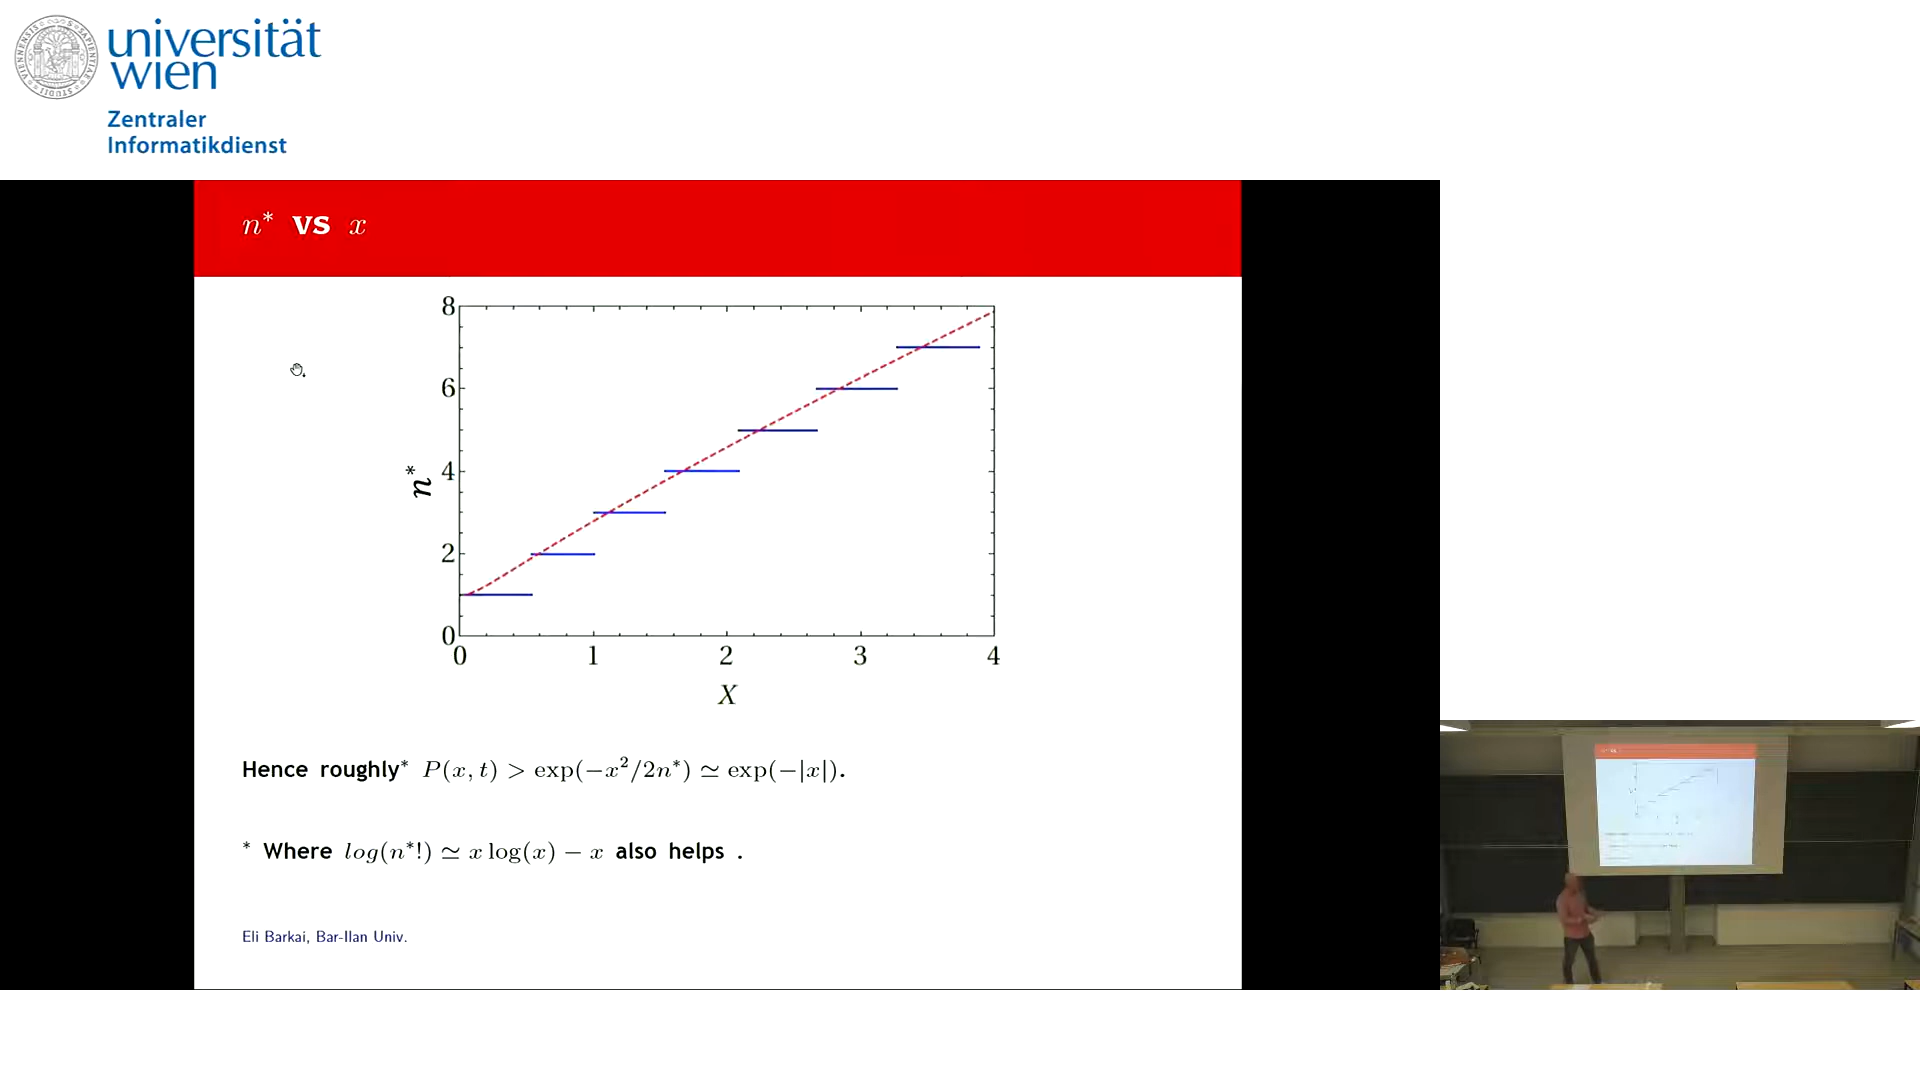 universität
wien
Zentraler
Informatikdienst
n* vs x
8
6
4
2
0
n*
0 1 2 3 4
X
Hence roughly* P(x, t) > exp(−x²/2n*) ≃ exp(−|x|).
* Where log(n*!) ≃ x log(x) − x also helps .
Eli Barkai, Bar-Ilan Univ.